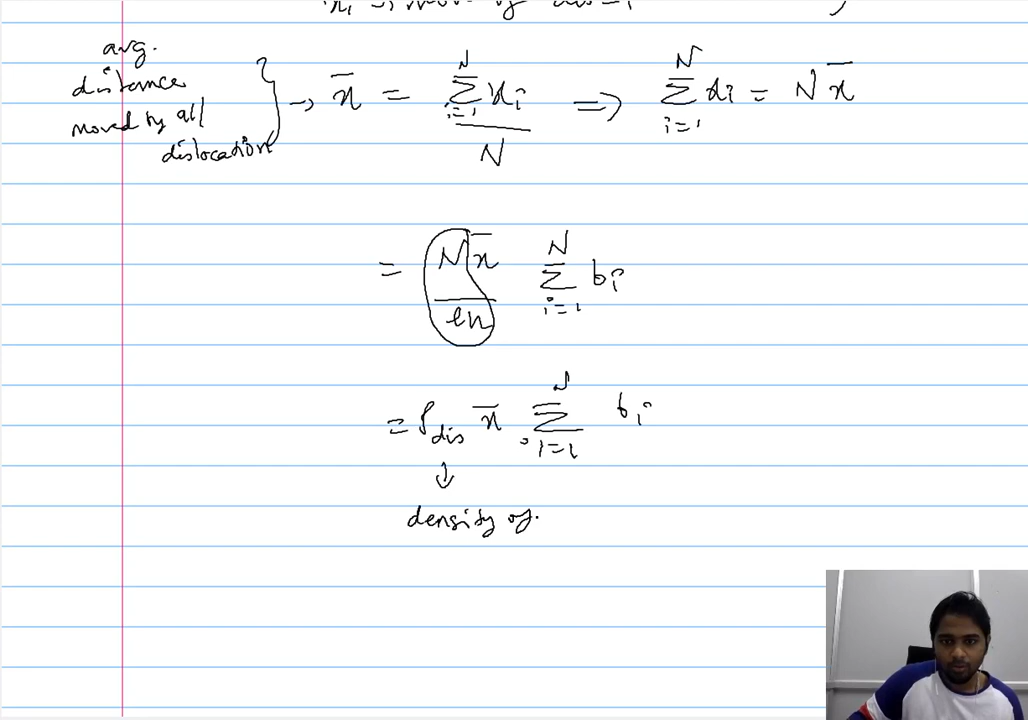 avg.
distance
moved by all
dislocation
→ x̄ = Σ_{i=1}^{N} xi / N ⇒ Σ_{i=1}^{N} xi = N x̄
= N x̄ / lh Σ_{i=1}^{N} bi
= ρdis x̄ Σ_{i=1}^{N} bi
↓
density of.